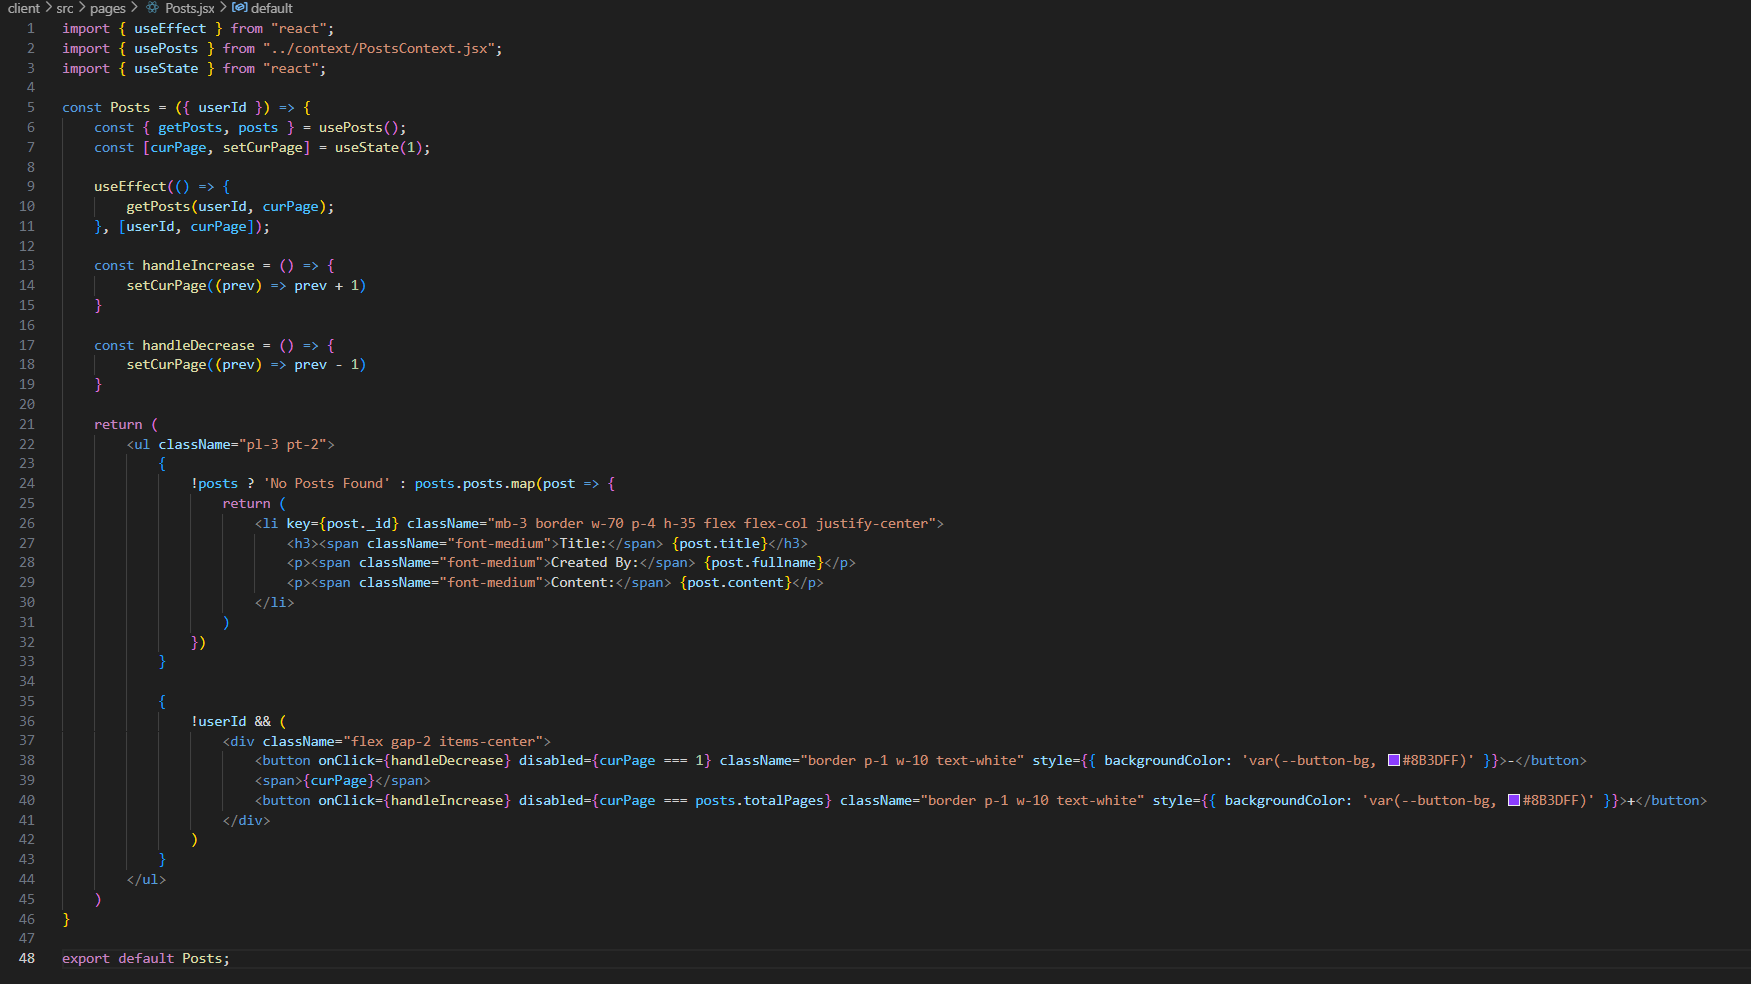 client > src > pages > Posts.jsx > default
1 import { useEffect } from "react";
2 import { usePosts } from "../context/PostsContext.jsx";
3 import { useState } from "react";
4
5 const Posts = ({ userId }) => {
6     const { getPosts, posts } = usePosts();
7     const [curPage, setCurPage] = useState(1);
8
9     useEffect(() => {
10         getPosts(userId, curPage);
11     }, [userId, curPage]);
12
13     const handleIncrease = () => {
14         setCurPage((prev) => prev + 1)
15     }
16
17     const handleDecrease = () => {
18         setCurPage((prev) => prev - 1)
19     }
20
21     return (
22         <ul className="pl-3 pt-2">
23             {
24                 !posts ? 'No Posts Found' : posts.posts.map(post => {
25                     return (
26                         <li key={post._id} className="mb-3 border w-70 p-4 h-35 flex flex-col justify-center">
27                             <h3><span className="font-medium">Title:</span> {post.title}</h3>
28                             <p><span className="font-medium">Created By:</span> {post.fullname}</p>
29                             <p><span className="font-medium">Content:</span> {post.content}</p>
30                         </li>
31                     )
32                 })
33             }
34
35             {
36                 !userId && (
37                     <div className="flex gap-2 items-center">
38                         <button onClick={handleDecrease} disabled={curPage === 1} className="border p-1 w-10 text-white" style={{ backgroundColor: 'var(--button-bg, #8B3DFF)' }}>-</button>
39                         <span>{curPage}</span>
40                         <button onClick={handleIncrease} disabled={curPage === posts.totalPages} className="border p-1 w-10 text-white" style={{ backgroundColor: 'var(--button-bg, #8B3DFF)' }}>+</button>
41                     </div>
42                 )
43             }
44         </ul>
45     )
46 }
47
48 export default Posts;